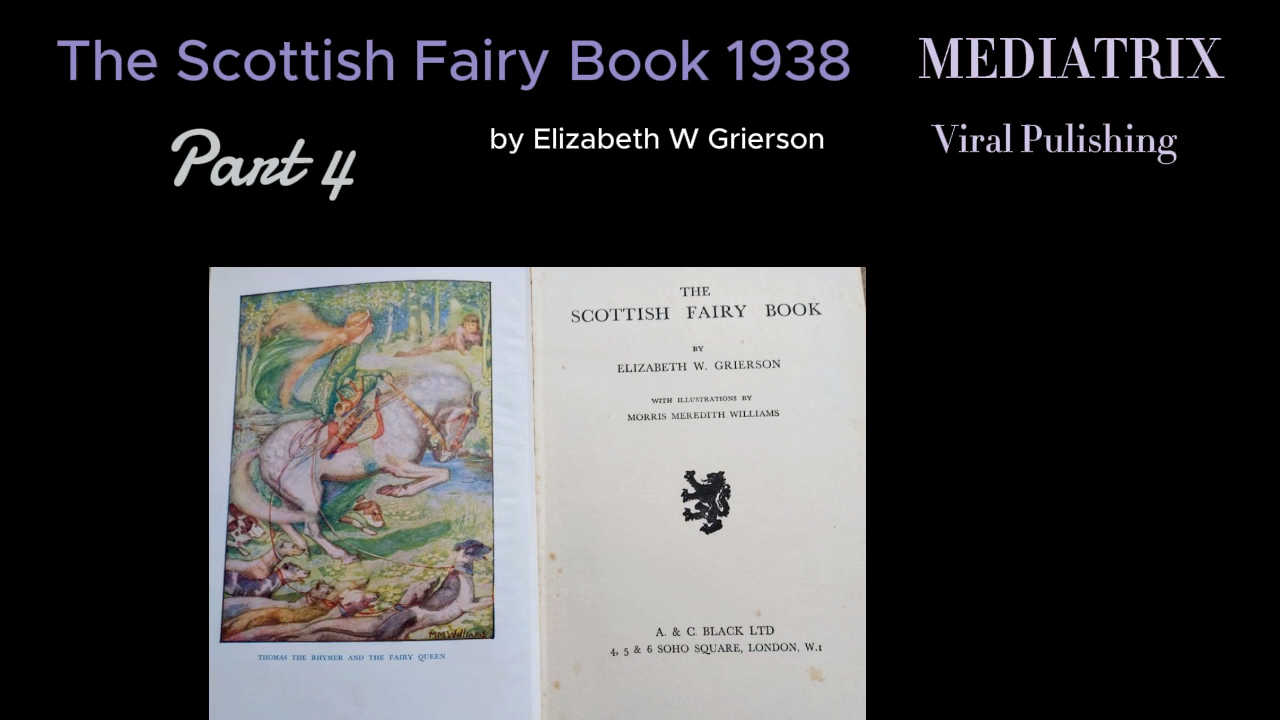 The Scottish Fairy Book 1938
MEDIATRIX
Part 4
by Elizabeth W Grierson
Viral Pulishing
MMWilliams
THOMAS THE RHYMER AND THE FAIRY QUEEN
THE
SCOTTISH FAIRY BOOK
BY
ELIZABETH W. GRIERSON
WITH ILLUSTRATIONS BY
MORRIS MEREDITH WILLIAMS
A. & C. BLACK LTD
4, 5 & 6 SOHO SQUARE, LONDON, W.1